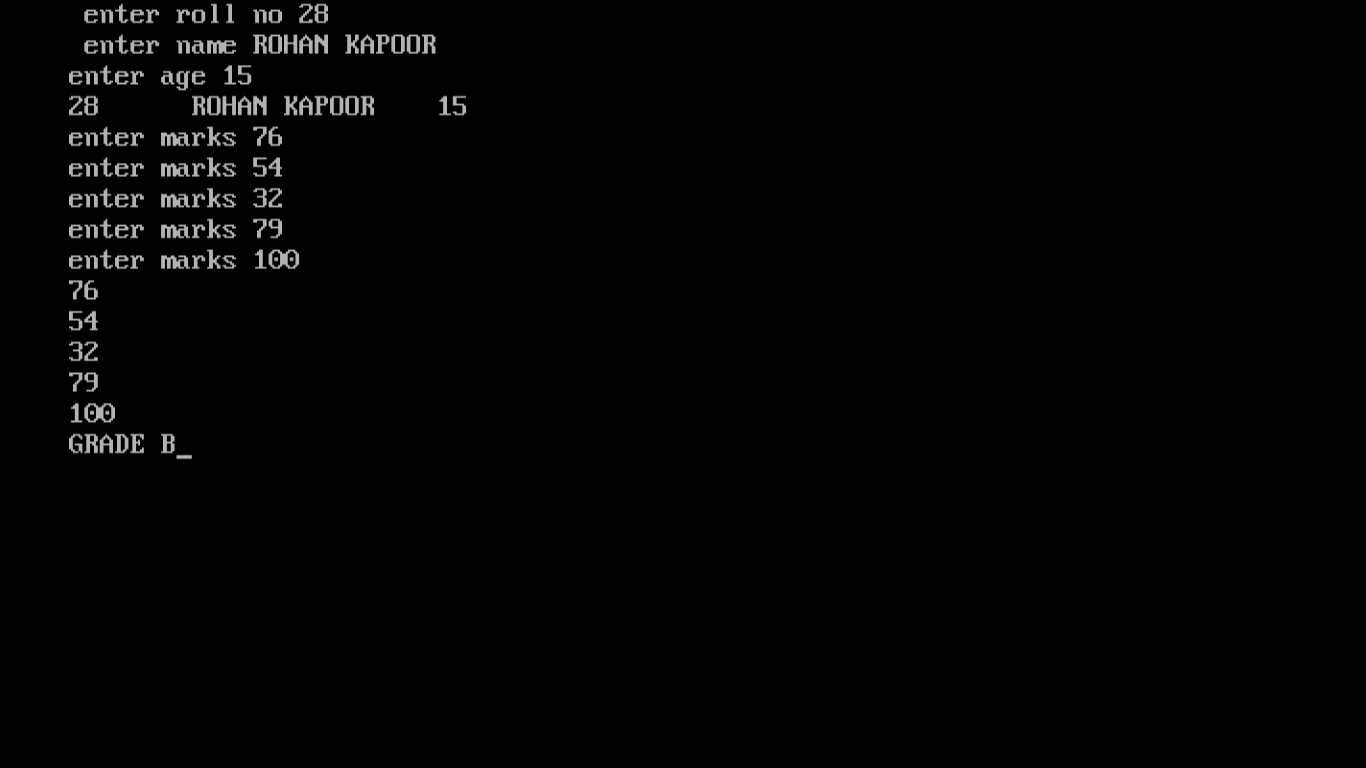 enter roll no 28
enter name ROHAN KAPOOR
enter age 15
28 ROHAN KAPOOR 15
enter marks 76
enter marks 54
enter marks 32
enter marks 79
enter marks 100
76
54
32
79
100
GRADE B_